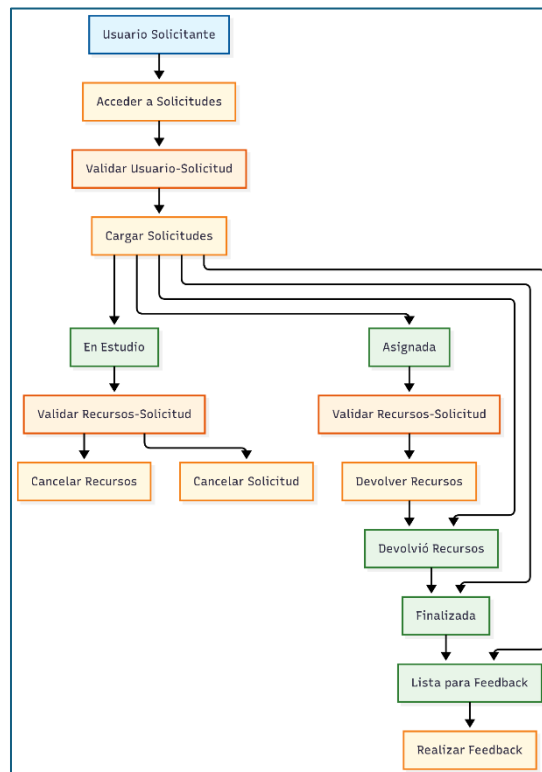 Usuario Solicitante
Acceder a Solicitudes
Validar Usuario-Solicitud
Cargar Solicitudes
En Estudio
Asignada
Validar Recursos-Solicitud
Validar Recursos-Solicitud
Cancelar Recursos
Cancelar Solicitud
Devolver Recursos
Devolvió Recursos
Finalizada
Lista para Feedback
Realizar Feedback